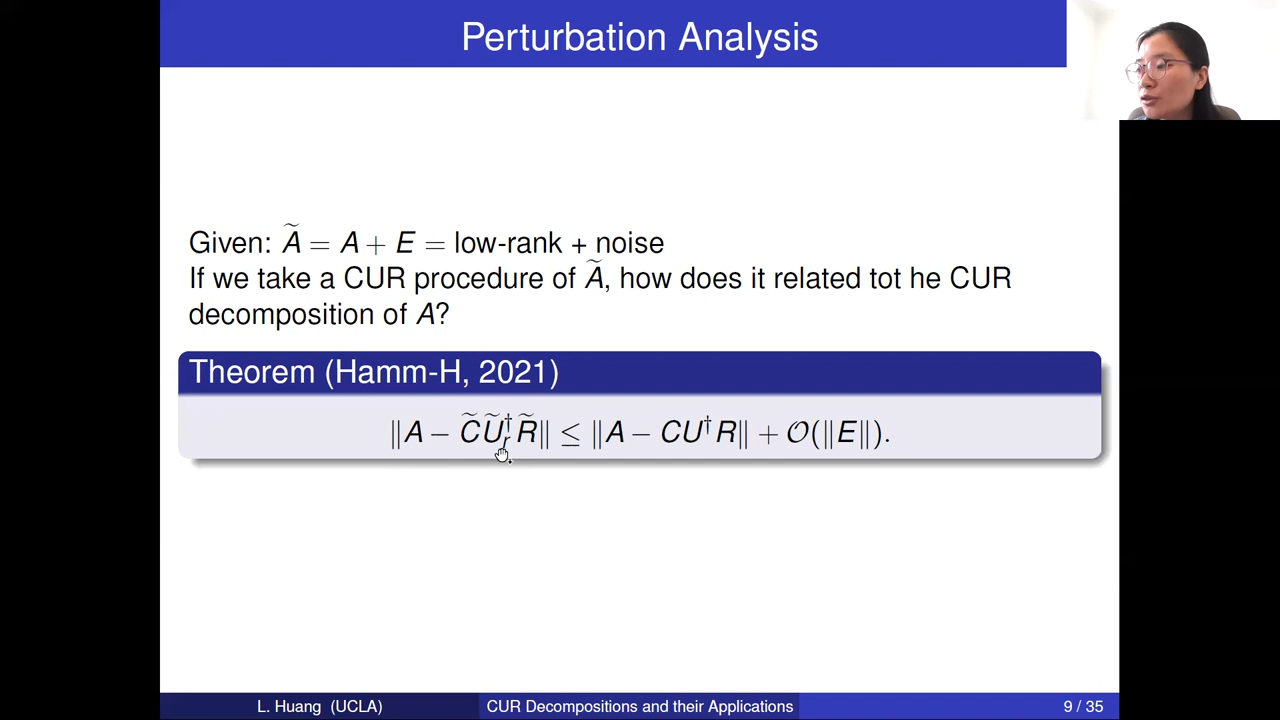 Perturbation Analysis
Given: Ã = A + E = low-rank + noise
If we take a CUR procedure of Ã, how does it related tot he CUR
decomposition of A?
Theorem (Hamm-H, 2021)
‖A − C̃Ũᵣ†R̃‖ ≤ ‖A − CU†R‖ + 𝒪(‖E‖).
L. Huang (UCLA)
CUR Decompositions and their Applications
9 / 35